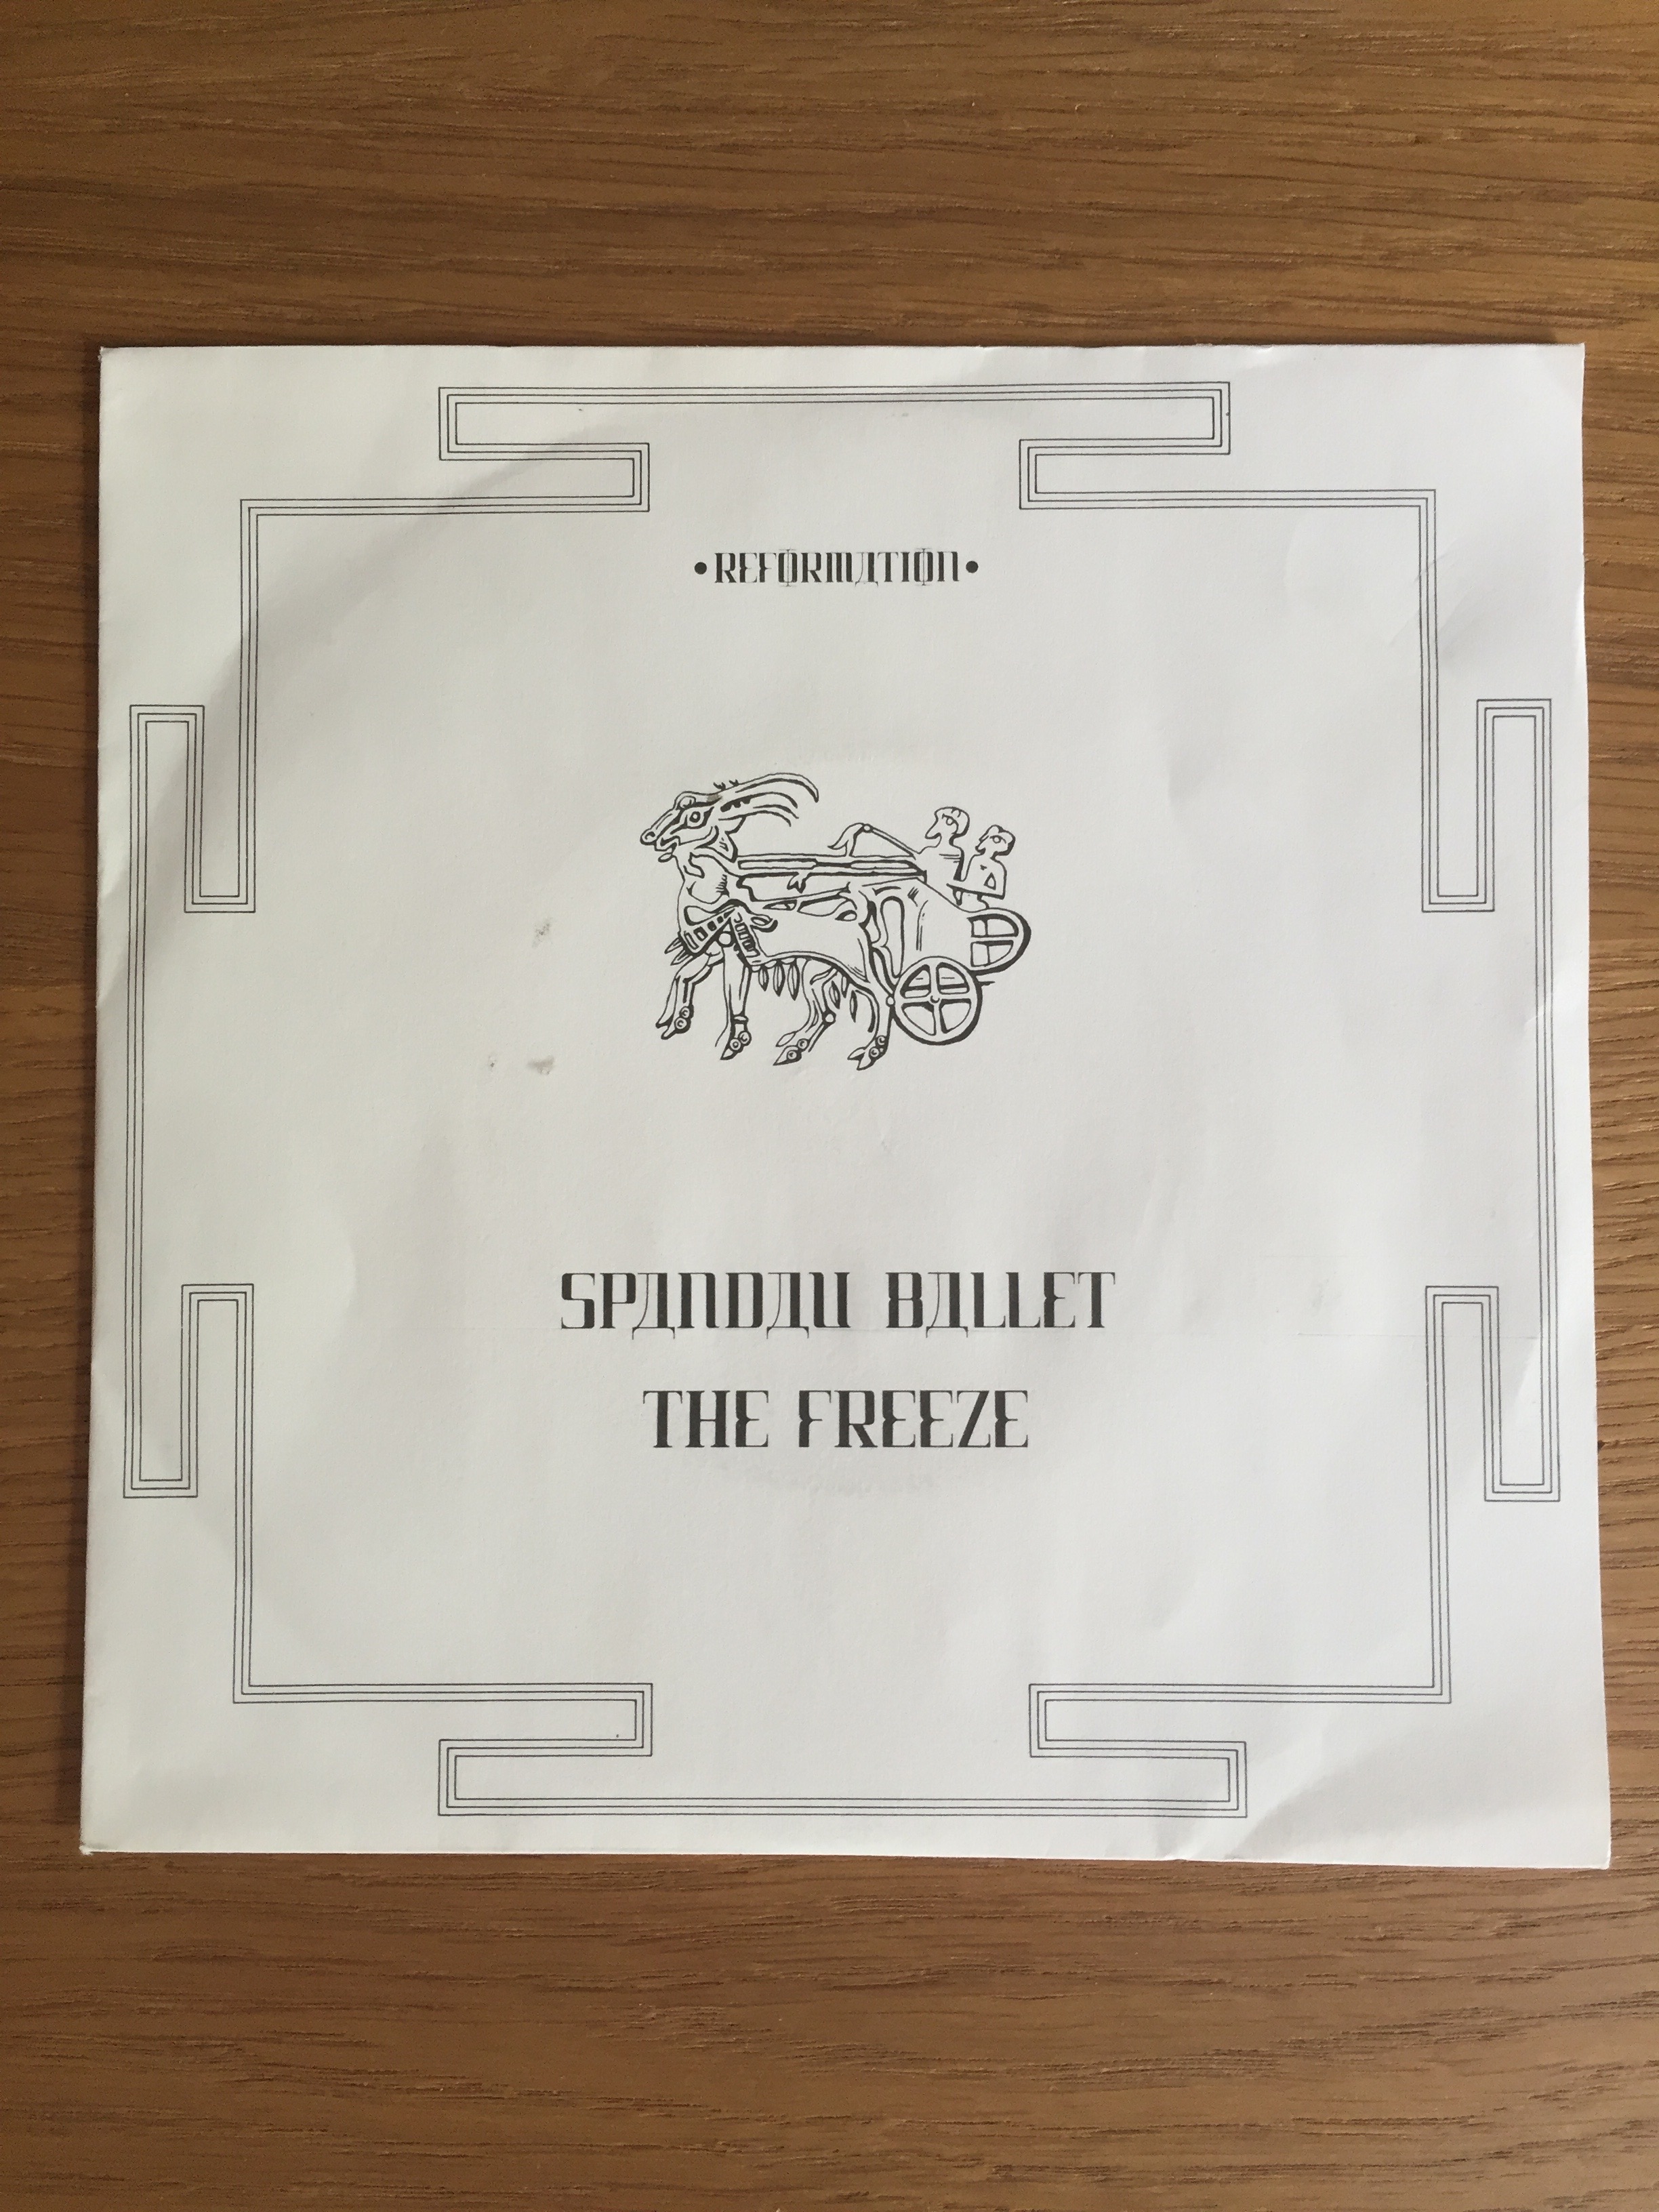 •REFORMATION•
SPANDAU BALLET
THE FREEZE